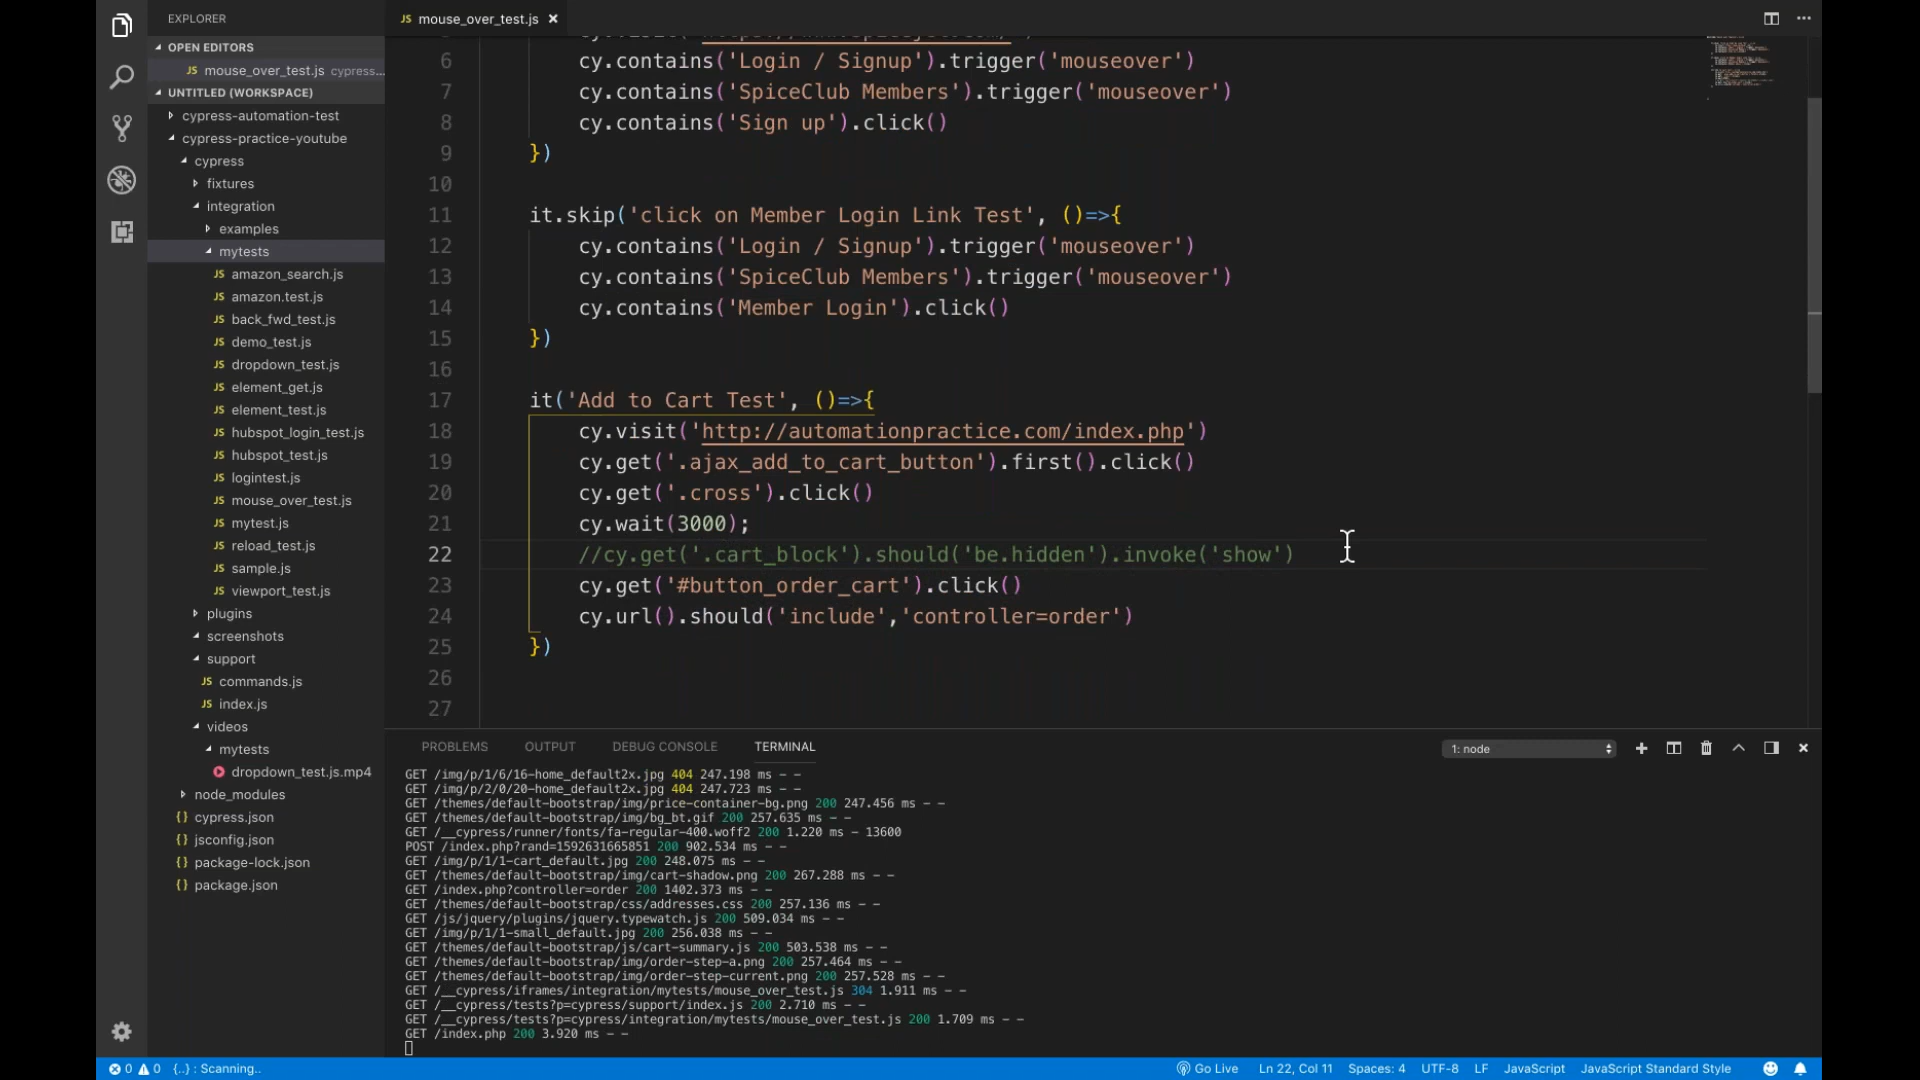 EXPLORER
OPEN EDITORS
JS mouse_over_test.js cypress...
UNTITLED (WORKSPACE)
cypress-automation-test
cypress-practice-youtube
cypress
fixtures
integration
examples
mytests
JS amazon_search.js
JS amazon.test.js
JS back_fwd_test.js
JS demo_test.js
JS dropdown_test.js
JS element_get.js
JS element_test.js
JS hubspot_login_test.js
JS hubspot_test.js
JS logintest.js
JS mouse_over_test.js
JS mytest.js
JS reload_test.js
JS sample.js
JS viewport_test.js
plugins
screenshots
support
JS commands.js
JS index.js
videos
mytests
dropdown_test.js.mp4
node_modules
{} cypress.json
{} jsconfig.json
{} package-lock.json
{} package.json
JS mouse_over_test.js
6 cy.contains('Login / Signup').trigger('mouseover')
7 cy.contains('SpiceClub Members').trigger('mouseover')
8 cy.contains('Sign up').click()
9 })
10
11 it.skip('click on Member Login Link Test', ()=>{
12 cy.contains('Login / Signup').trigger('mouseover')
13 cy.contains('SpiceClub Members').trigger('mouseover')
14 cy.contains('Member Login').click()
15 })
16
17 it('Add to Cart Test', ()=>{
18 cy.visit('http://automationpractice.com/index.php')
19 cy.get('.ajax_add_to_cart_button').first().click()
20 cy.get('.cross').click()
21 cy.wait(3000);
22 //cy.get('.cart_block').should('be.hidden').invoke('show')
23 cy.get('#button_order_cart').click()
24 cy.url().should('include','controller=order')
25 })
26
27
PROBLEMS OUTPUT DEBUG CONSOLE TERMINAL 1: node
GET /img/p/1/6/16-home_default2x.jpg 404 247.198 ms - -
GET /img/p/2/0/20-home_default2x.jpg 404 247.723 ms - -
GET /themes/default-bootstrap/img/price-container-bg.png 200 247.456 ms - -
GET /themes/default-bootstrap/img/bg_bt.gif 200 257.635 ms - -
GET /__cypress/runner/fonts/fa-regular-400.woff2 200 1.220 ms - 13600
POST /index.php?rand=1592631665851 200 902.534 ms - -
GET /img/p/1/1-cart_default.jpg 200 248.075 ms - -
GET /themes/default-bootstrap/img/cart-shadow.png 200 267.288 ms - -
GET /index.php?controller=order 200 1402.373 ms - -
GET /themes/default-bootstrap/css/addresses.css 200 257.136 ms - -
GET /js/jquery/plugins/jquery.typewatch.js 200 509.034 ms - -
GET /img/p/1/1-small_default.jpg 200 256.038 ms - -
GET /themes/default-bootstrap/js/cart-summary.js 200 503.538 ms - -
GET /themes/default-bootstrap/img/order-step-a.png 200 257.464 ms - -
GET /themes/default-bootstrap/img/order-step-current.png 200 257.528 ms - -
GET /__cypress/iframes/integration/mytests/mouse_over_test.js 304 1.911 ms - -
GET /__cypress/tests?p=cypress/support/index.js 200 2.710 ms - -
GET /__cypress/tests?p=cypress/integration/mytests/mouse_over_test.js 200 1.709 ms - -
GET /index.php 200 3.920 ms - -
0 0 {..} : Scanning.. Go Live Ln 22, Col 11 Spaces: 4 UTF-8 LF JavaScript JavaScript Standard Style